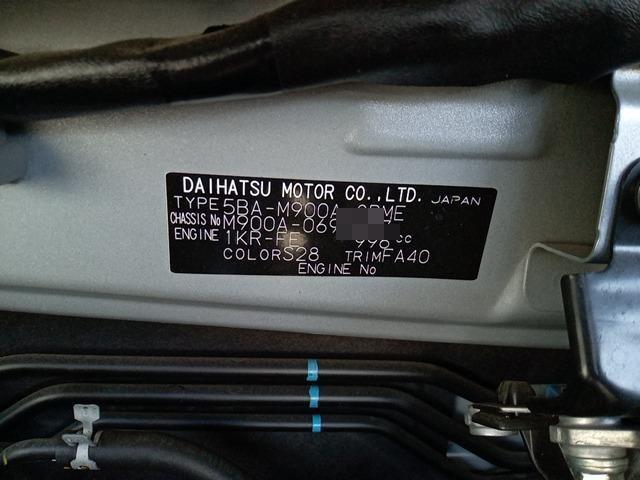 DAIHATSU MOTOR CO.,LTD. JAPAN
TYPE 5BA-M900A
CHASSIS No M900A-069
ENGINE 1KR-FE 996 cc
COLOR S28 TRIM FA40
ENGINE No